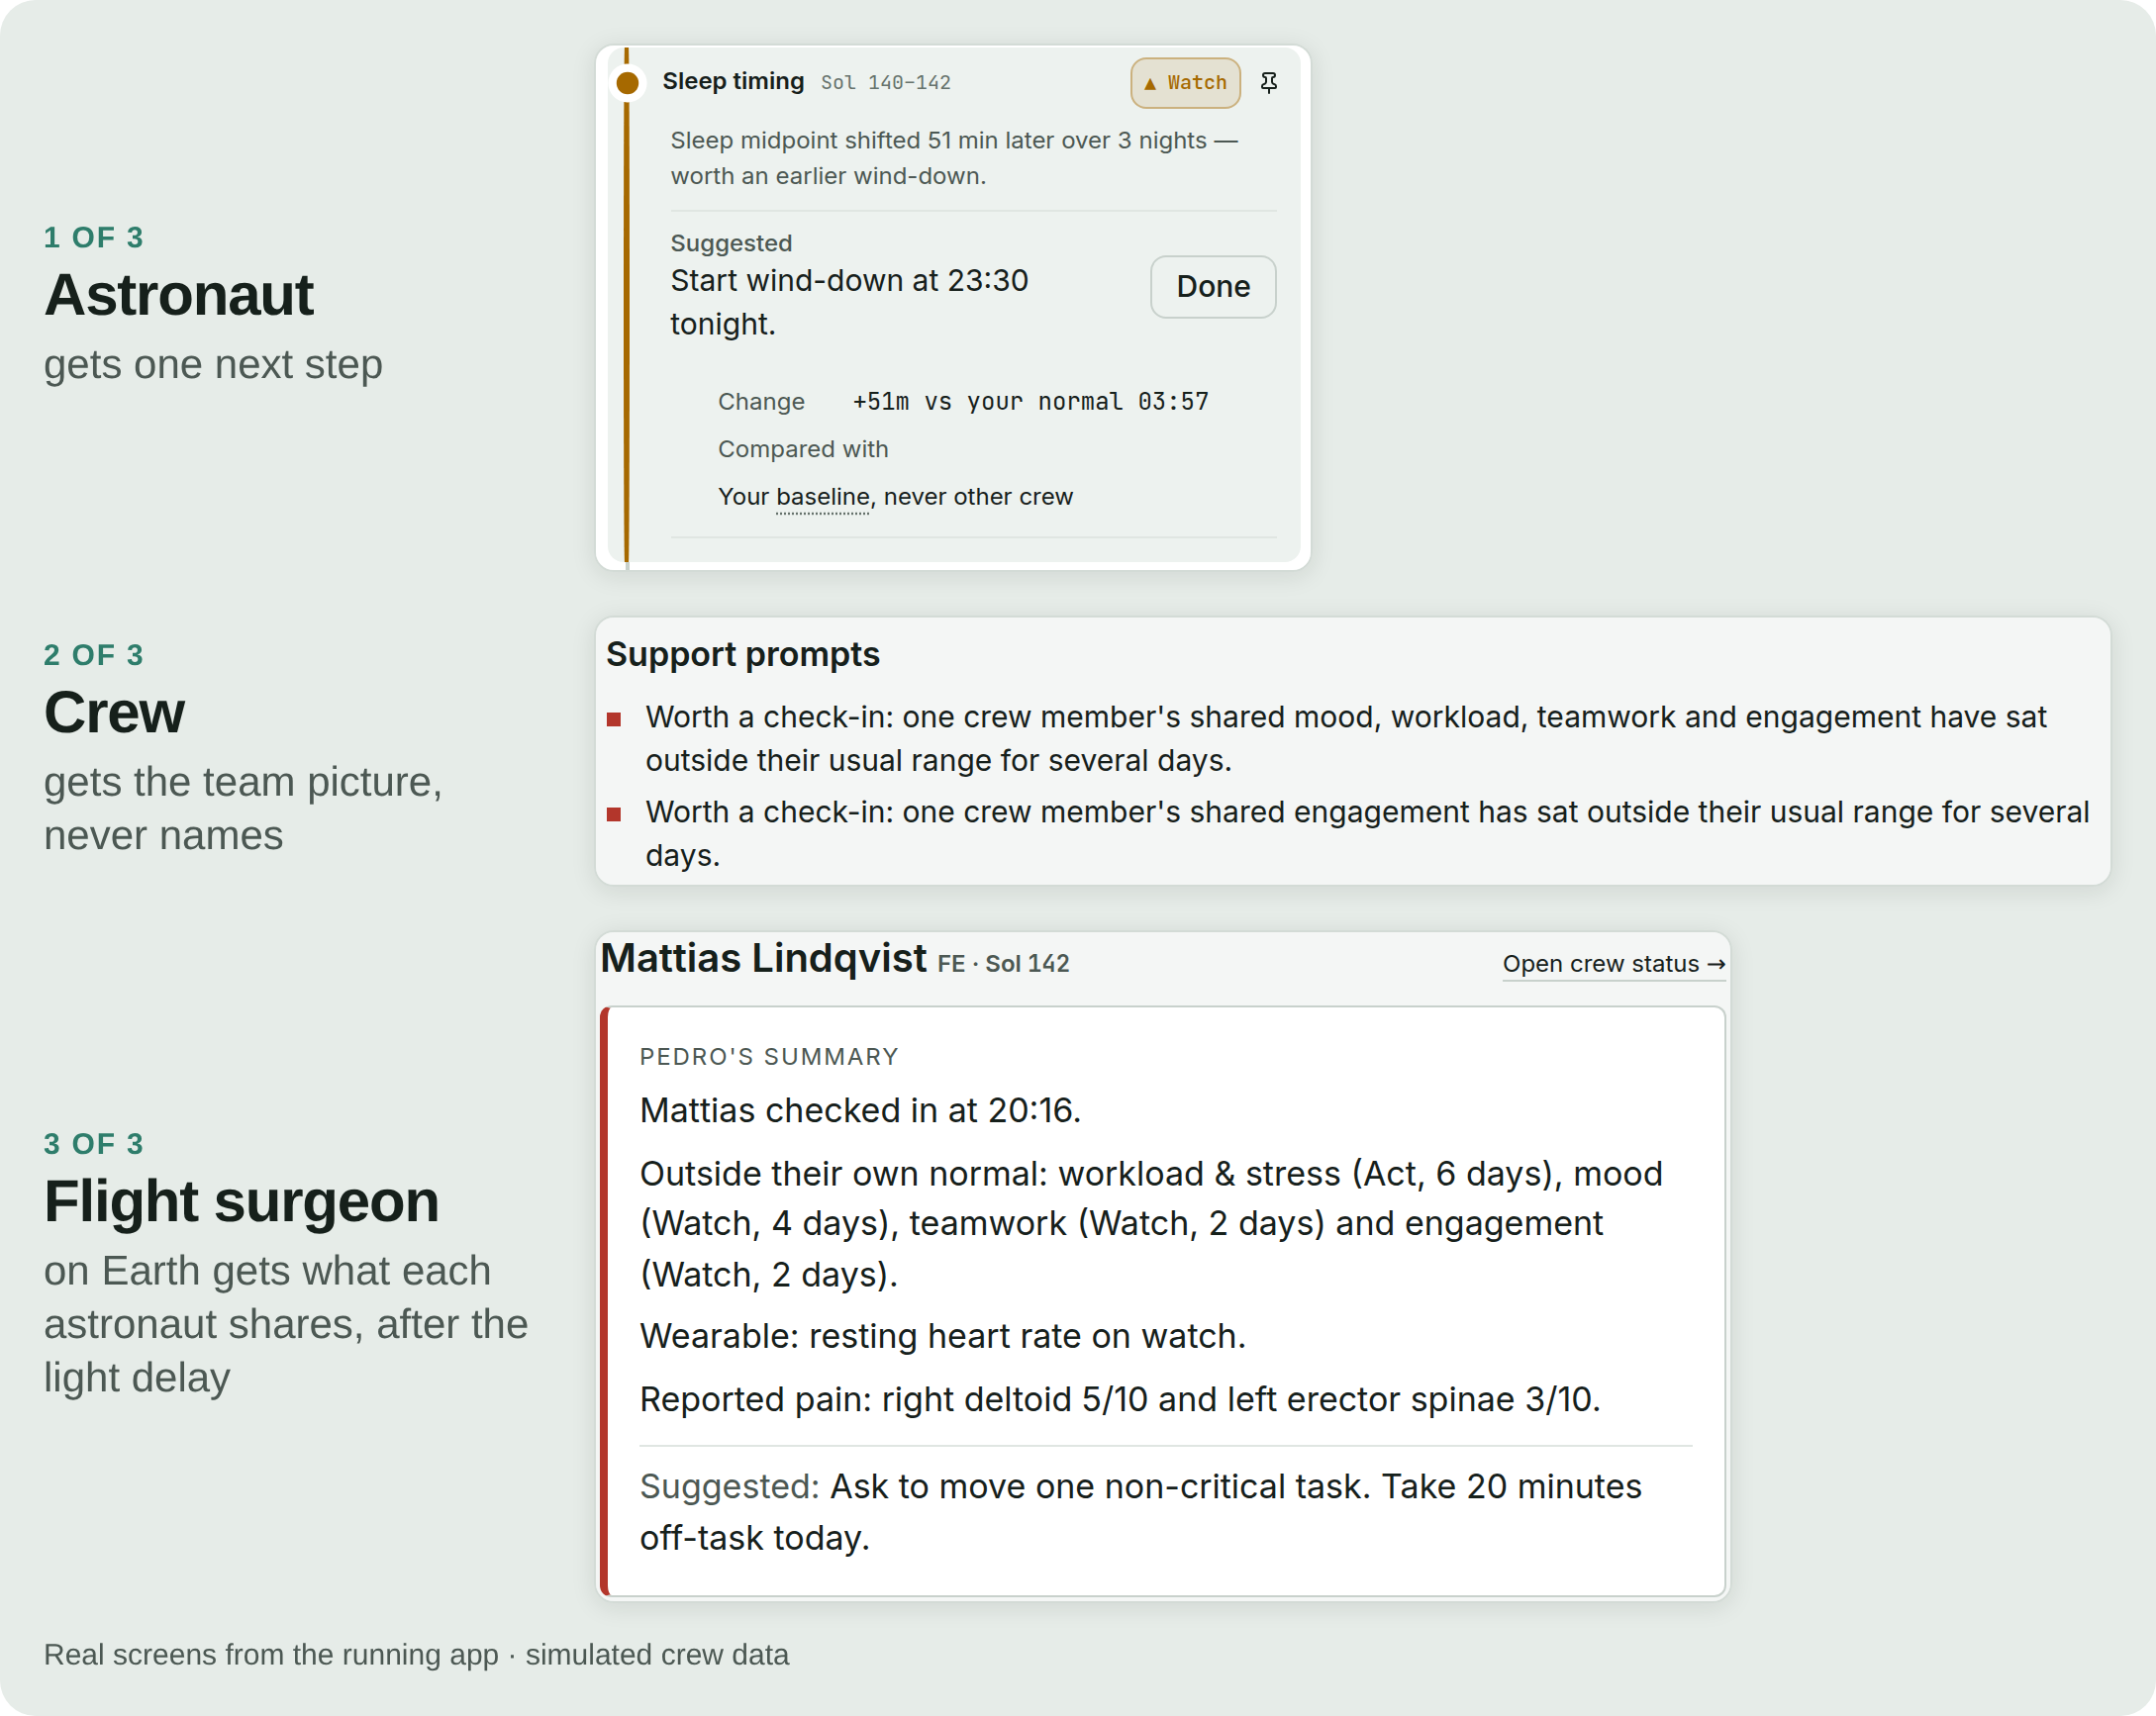 1 OF 3
Astronaut
gets one next step
Sleep timing Sol 140–142 ▲ Watch
Sleep midpoint shifted 51 min later over 3 nights —
worth an earlier wind-down.
Suggested
Start wind-down at 23:30
tonight.
Done
Change +51m vs your normal 03:57
Compared with
Your baseline, never other crew
2 OF 3
Crew
gets the team picture,
never names
Support prompts
Worth a check-in: one crew member's shared mood, workload, teamwork and engagement have sat
outside their usual range for several days.
Worth a check-in: one crew member's shared engagement has sat outside their usual range for several
days.
3 OF 3
Flight surgeon
on Earth gets what each
astronaut shares, after the
light delay
Mattias Lindqvist FE · Sol 142 Open crew status →
PEDRO'S SUMMARY
Mattias checked in at 20:16.
Outside their own normal: workload & stress (Act, 6 days), mood
(Watch, 4 days), teamwork (Watch, 2 days) and engagement
(Watch, 2 days).
Wearable: resting heart rate on watch.
Reported pain: right deltoid 5/10 and left erector spinae 3/10.
Suggested: Ask to move one non-critical task. Take 20 minutes
off-task today.
Real screens from the running app · simulated crew data